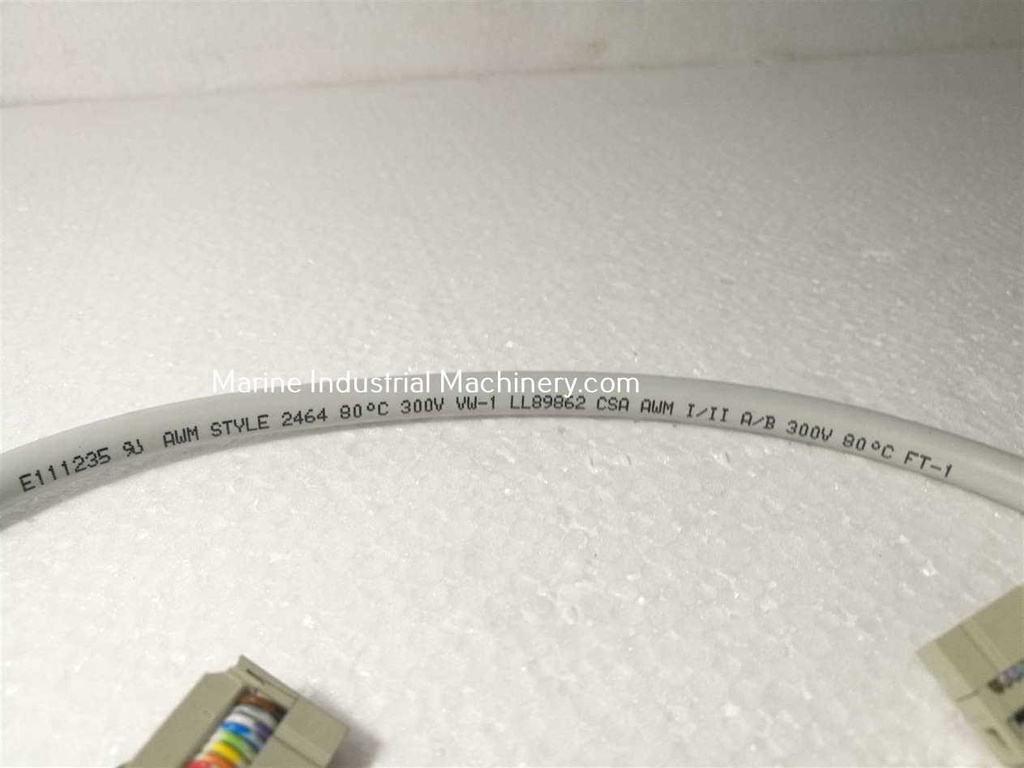 Marine Industrial Machinery.com
E111235 AWM STYLE 2464 80°C 300V VW-1 LL89862 CSA AWM I/II A/B 300V 80°C FT-1